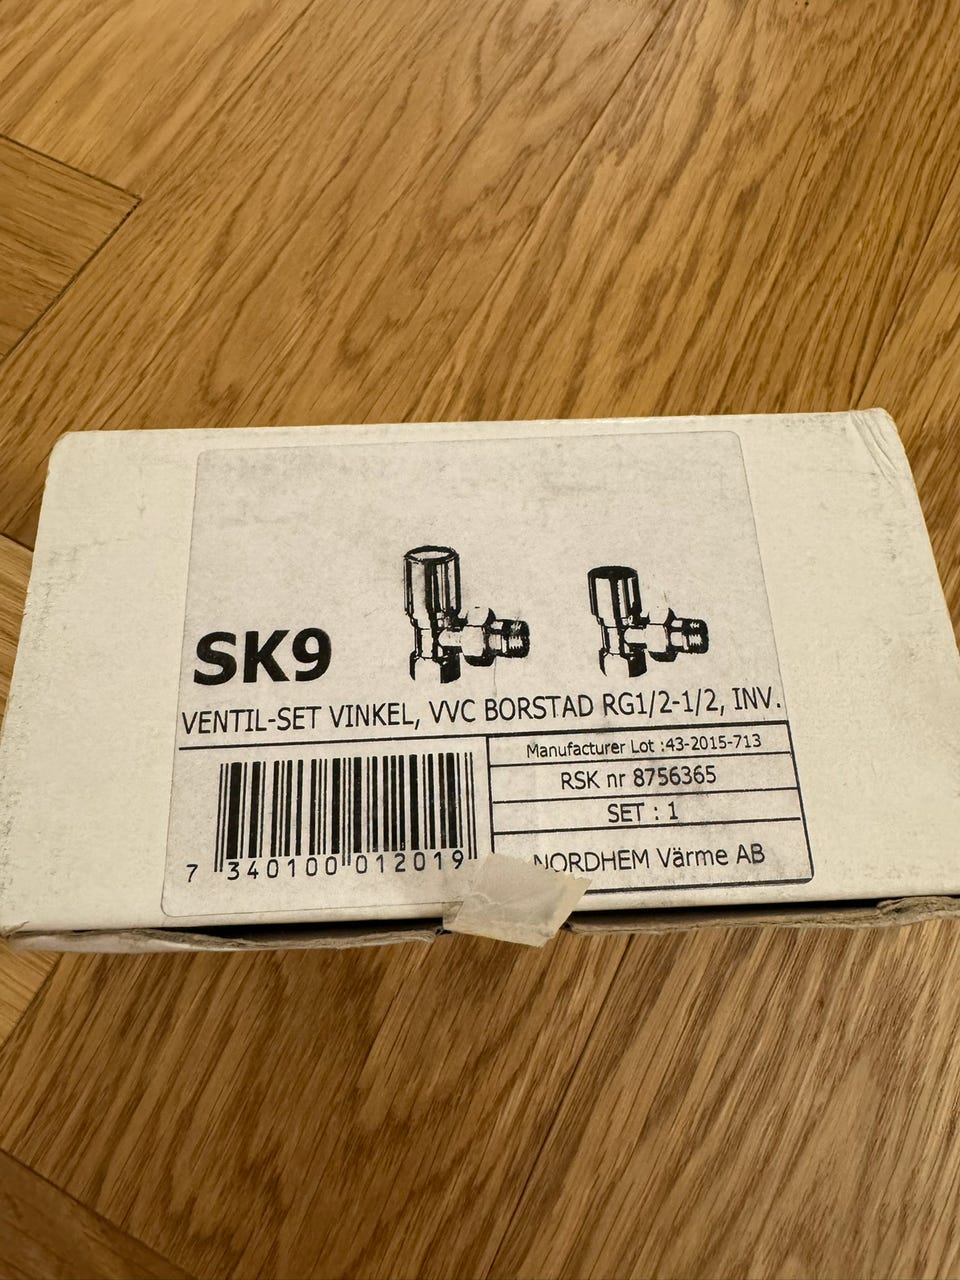 SK9
VENTIL-SET VINKEL, VVC BORSTAD RG1/2-1/2, INV.
Manufacturer Lot :43-2015-713
RSK nr 8756365
SET : 1
NORDHEM Värme AB
7 340100 012019